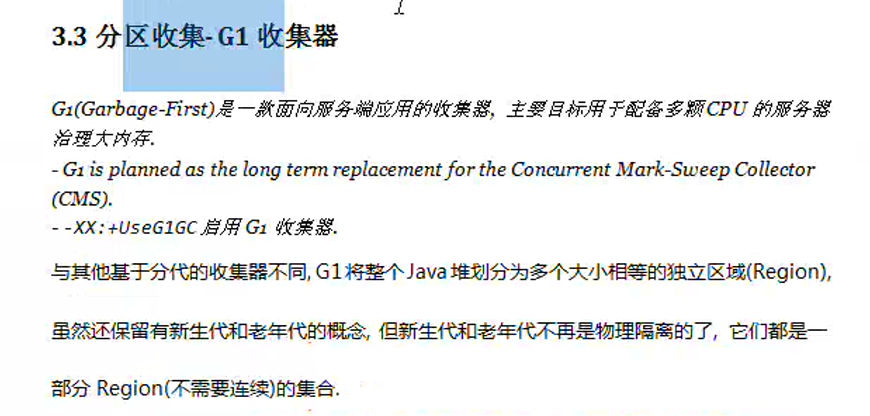 3.3 分区收集-G1 收集器
G1(Garbage-First)是一款面向服务端应用的收集器, 主要目标用于配备多颗 CPU 的服务器
治理大内存.
- G1 is planned as the long term replacement for the Concurrent Mark-Sweep Collector
(CMS).
- -XX:+UseG1GC 启用 G1 收集器.
与其他基于分代的收集器不同, G1 将整个 Java 堆划分为多个大小相等的独立区域(Region),
虽然还保留有新生代和老年代的概念, 但新生代和老年代不再是物理隔离的了, 它们都是一
部分 Region(不需要连续)的集合.